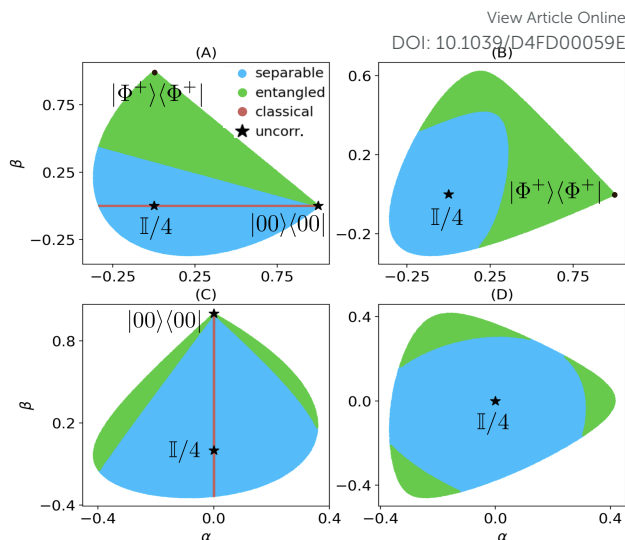 View Article Online
DOI: 10.1039/D4FD00059E
(A)
(B)
separable
entangled
classical
uncorr.
|Φ⁺⟩⟨Φ⁺|
𝕀/4
|00⟩⟨00|
β
0.75
0.25
−0.25
−0.25
0.25
0.75
|Φ⁺⟩⟨Φ⁺|
𝕀/4
0.6
0.2
−0.2
−0.25
0.25
0.75
(C)
(D)
|00⟩⟨00|
𝕀/4
β
0.8
0.2
−0.4
−0.4
0.0
0.4
α
𝕀/4
0.4
0.0
−0.4
−0.4
0.0
0.4
α